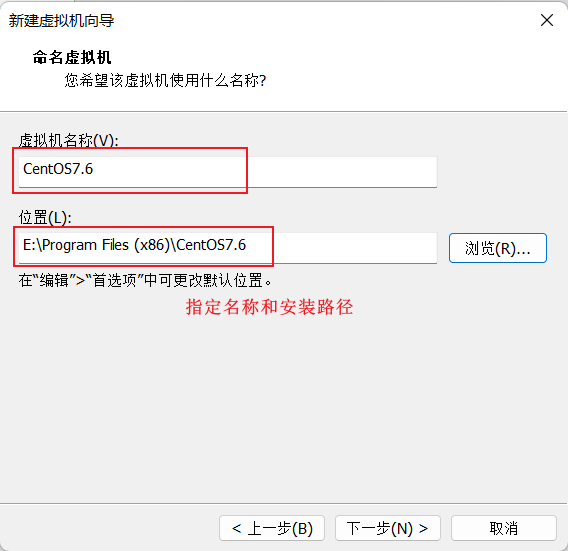 新建虚拟机向导
命名虚拟机
您希望该虚拟机使用什么名称?
虚拟机名称(V):
CentOS7.6
位置(L):
E:\Program Files (x86)\CentOS7.6
浏览(R)...
在“编辑”>“首选项”中可更改默认位置。
指定名称和安装路径
< 上一步(B)
下一步(N) >
取消